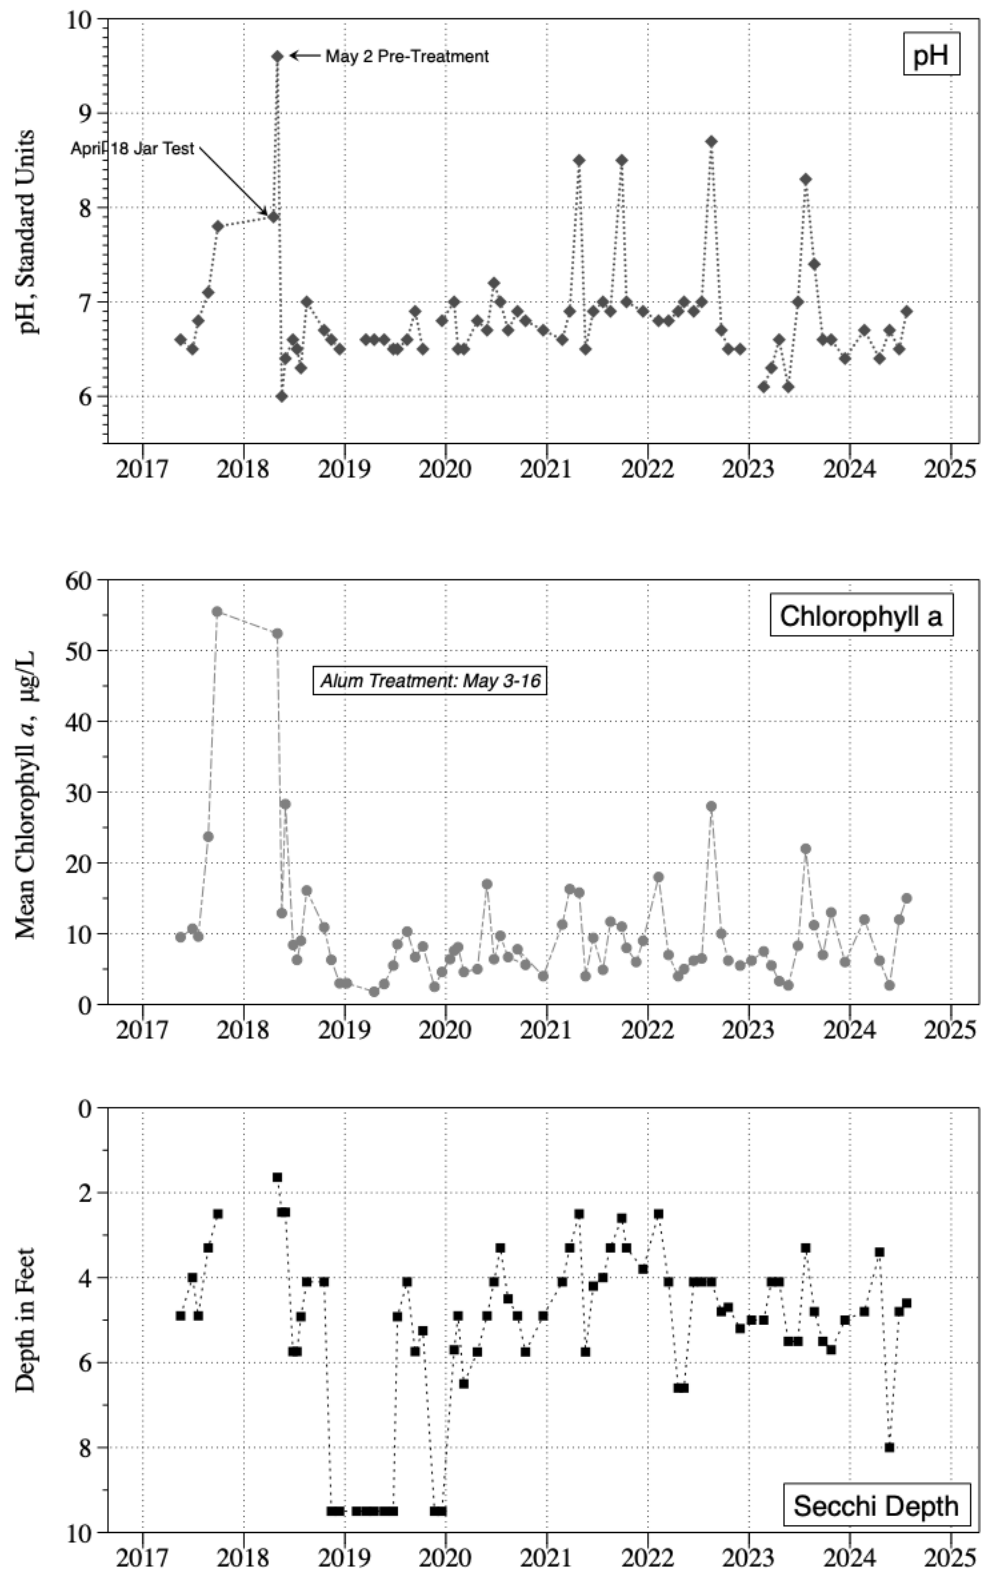 10
May 2 Pre-Treatment
pH
9
April 18 Jar Test
8
7
6
pH, Standard Units
2017 2018 2019 2020 2021 2022 2023 2024 2025
60
Chlorophyll a
50
Alum Treatment: May 3-16
40
30
20
10
0
Mean Chlorophyll a, µg/L
2017 2018 2019 2020 2021 2022 2023 2024 2025
0
2
4
6
8
10
Depth in Feet
Secchi Depth
2017 2018 2019 2020 2021 2022 2023 2024 2025